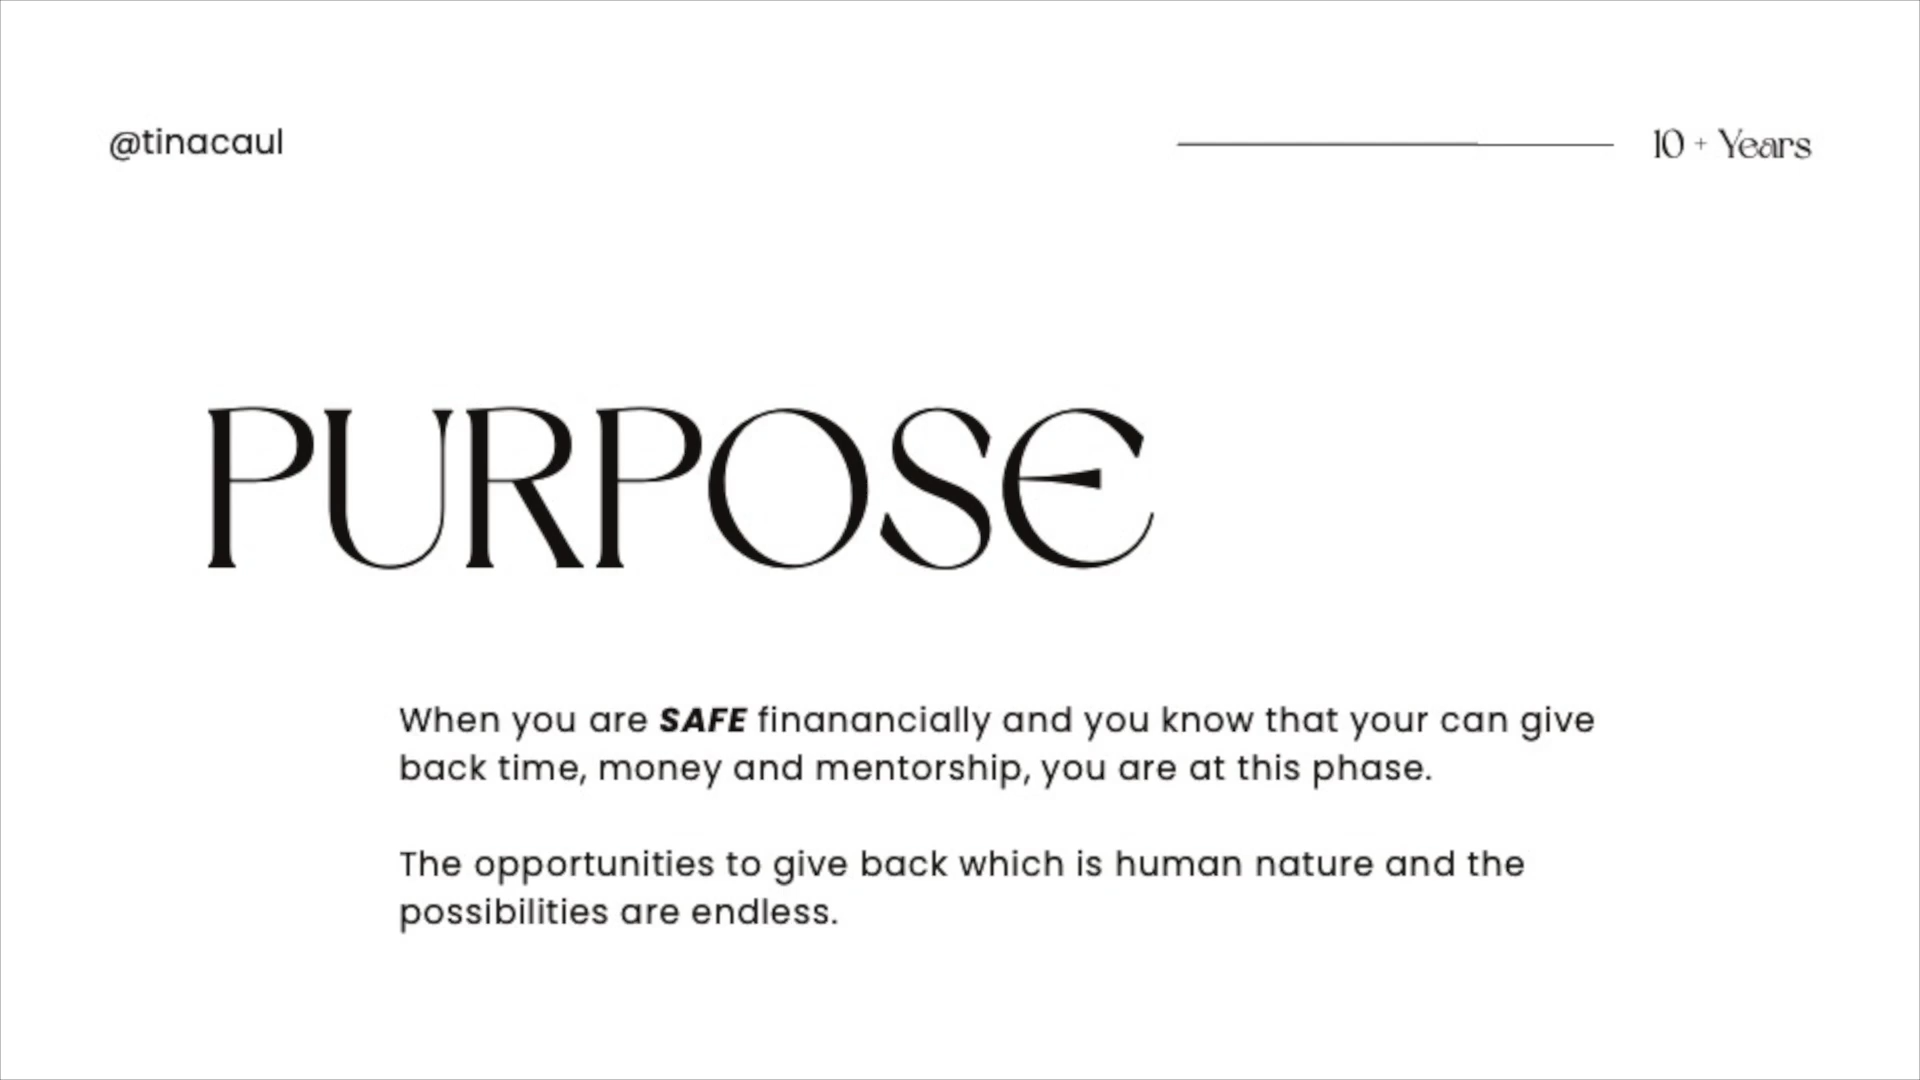 @tinacaul
10 + Years
PURPOSE
When you are SAFE finanancially and you know that your can give
back time, money and mentorship, you are at this phase.
The opportunities to give back which is human nature and the
possibilities are endless.